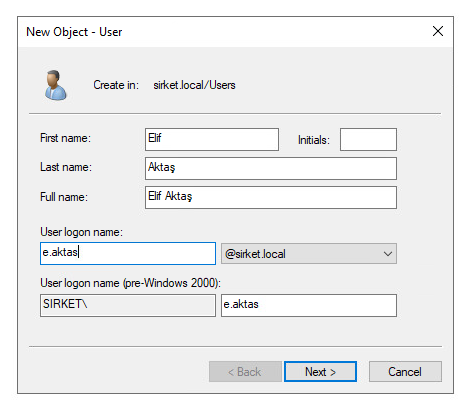 New Object - User
Create in: sirket.local/Users
First name: Elif Initials:
Last name: Aktaş
Full name: Elif Aktaş
User logon name:
e.aktas @sirket.local
User logon name (pre-Windows 2000):
SIRKET\ e.aktas
< Back Next > Cancel